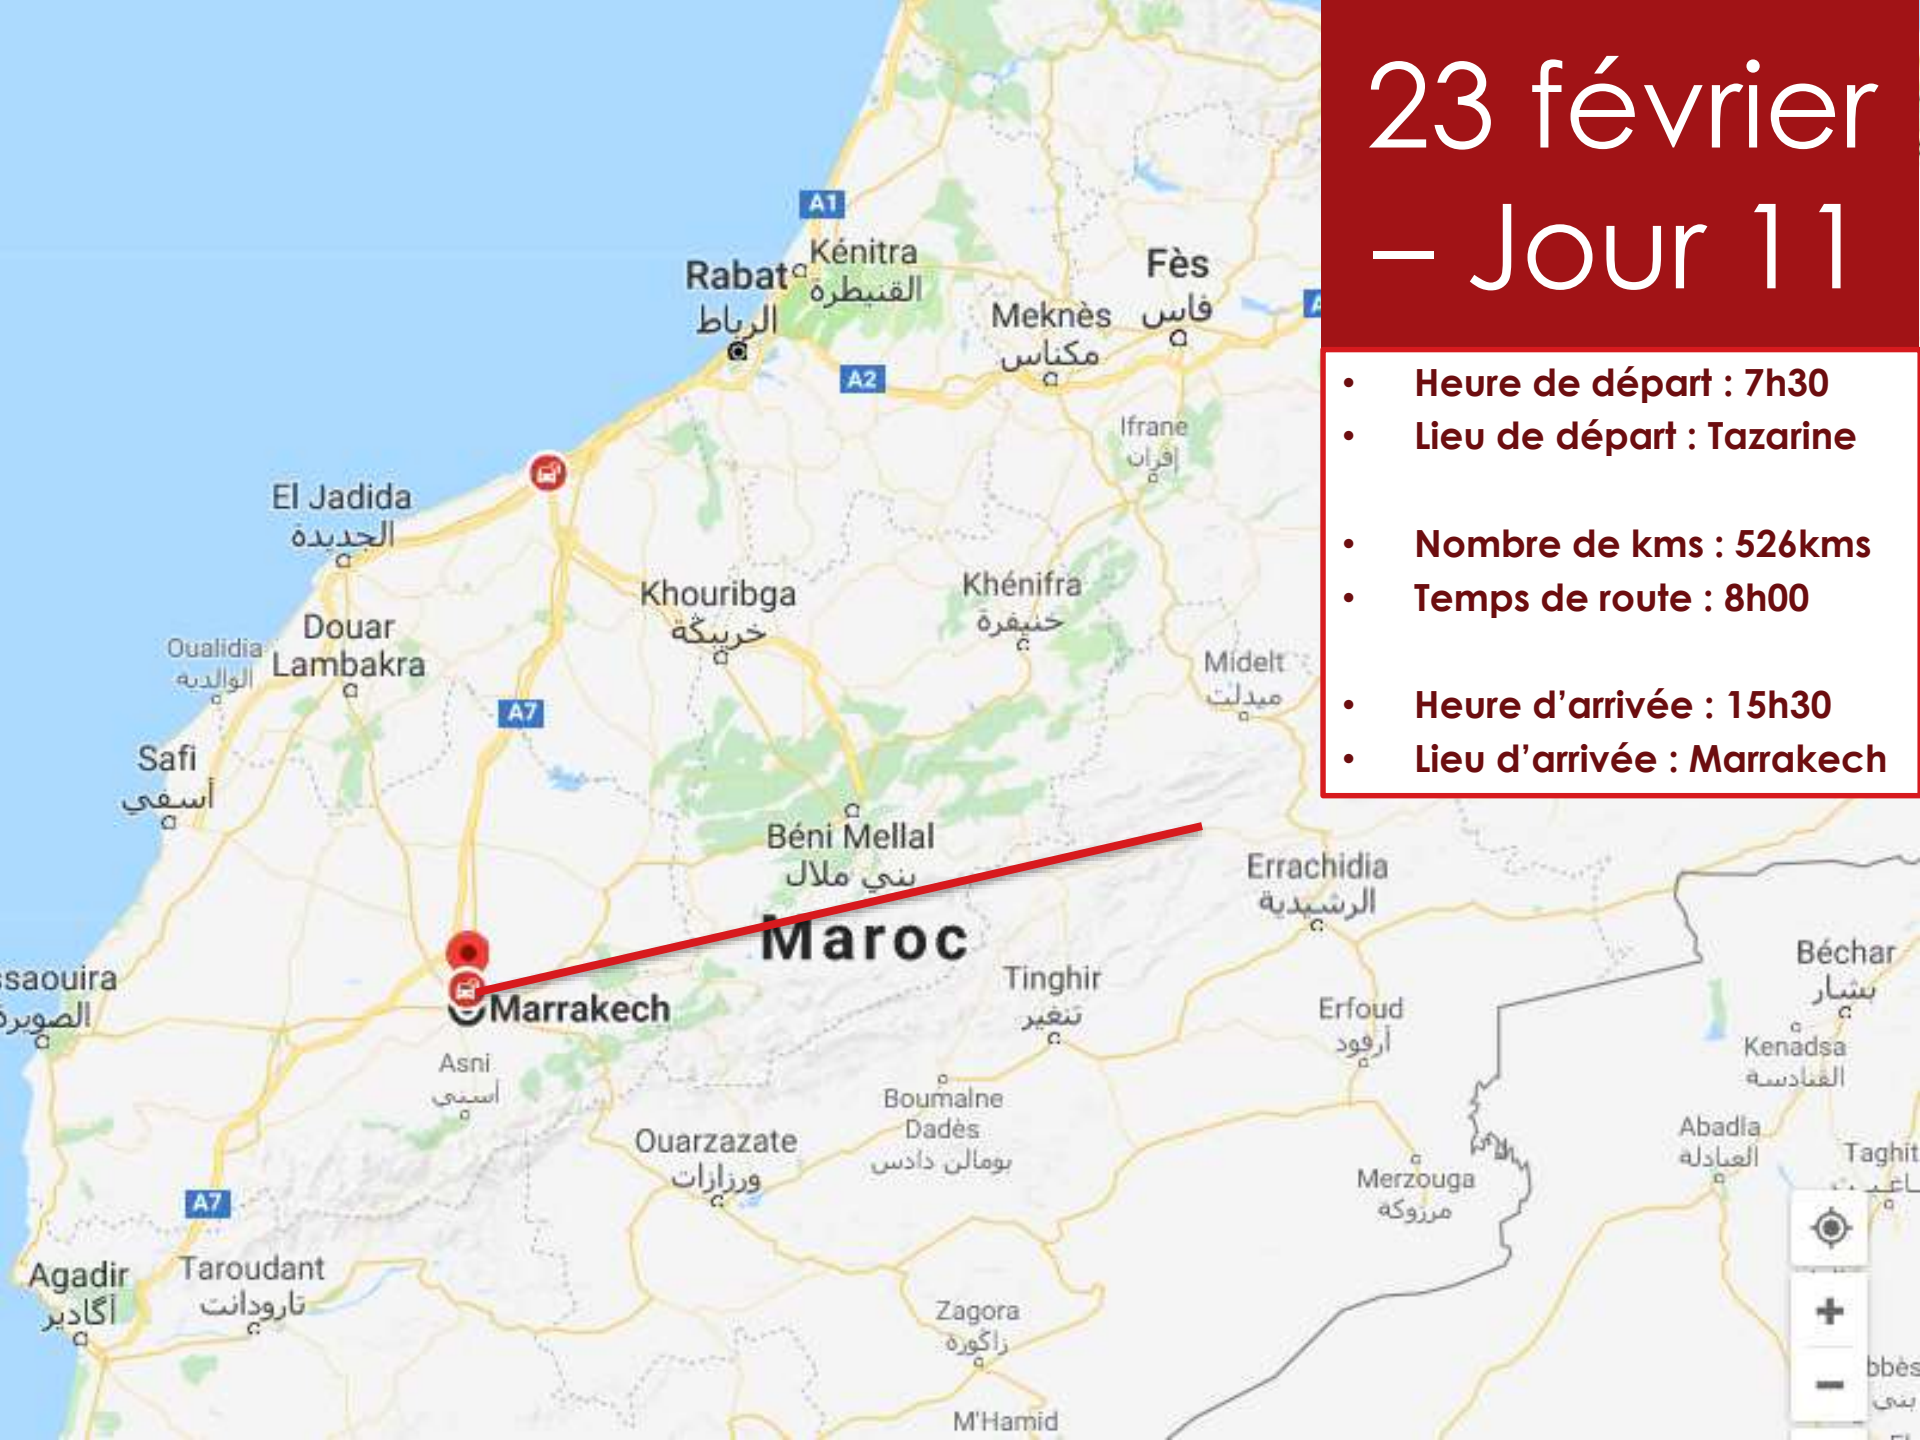 23 février
– Jour 11
• Heure de départ : 7h30
• Lieu de départ : Tazarine
• Nombre de kms : 526kms
• Temps de route : 8h00
• Heure d’arrivée : 15h30
• Lieu d’arrivée : Marrakech
A1
Kénitra
القنيطرة
Rabat
الرباط
Fès
فاس
Meknès
مكناس
A2
Ifrane
إفران
El Jadida
الجديدة
Khouribga
خريبكة
Khénifra
خنيفرة
Douar
Lambakra
Oualidia
الوالدية
Midelt
ميدلت
A7
Safi
أسفي
Béni Mellal
بني ملال
Errachidia
الرشيدية
Maroc
ssaouira
الصويرة
Marrakech
Tinghir
تنغير
Béchar
بشار
Erfoud
أرفود
Kenadsa
القنادسة
Asni
أسني
Boumalne
Dadès
بومالن دادس
Ouarzazate
ورزازات
Abadla
العبادلة
Taghit
Merzouga
مرزوكة
A7
Agadir
أكادير
Taroudant
تارودانت
Zagora
زاكورة
bbès
M'Hamid